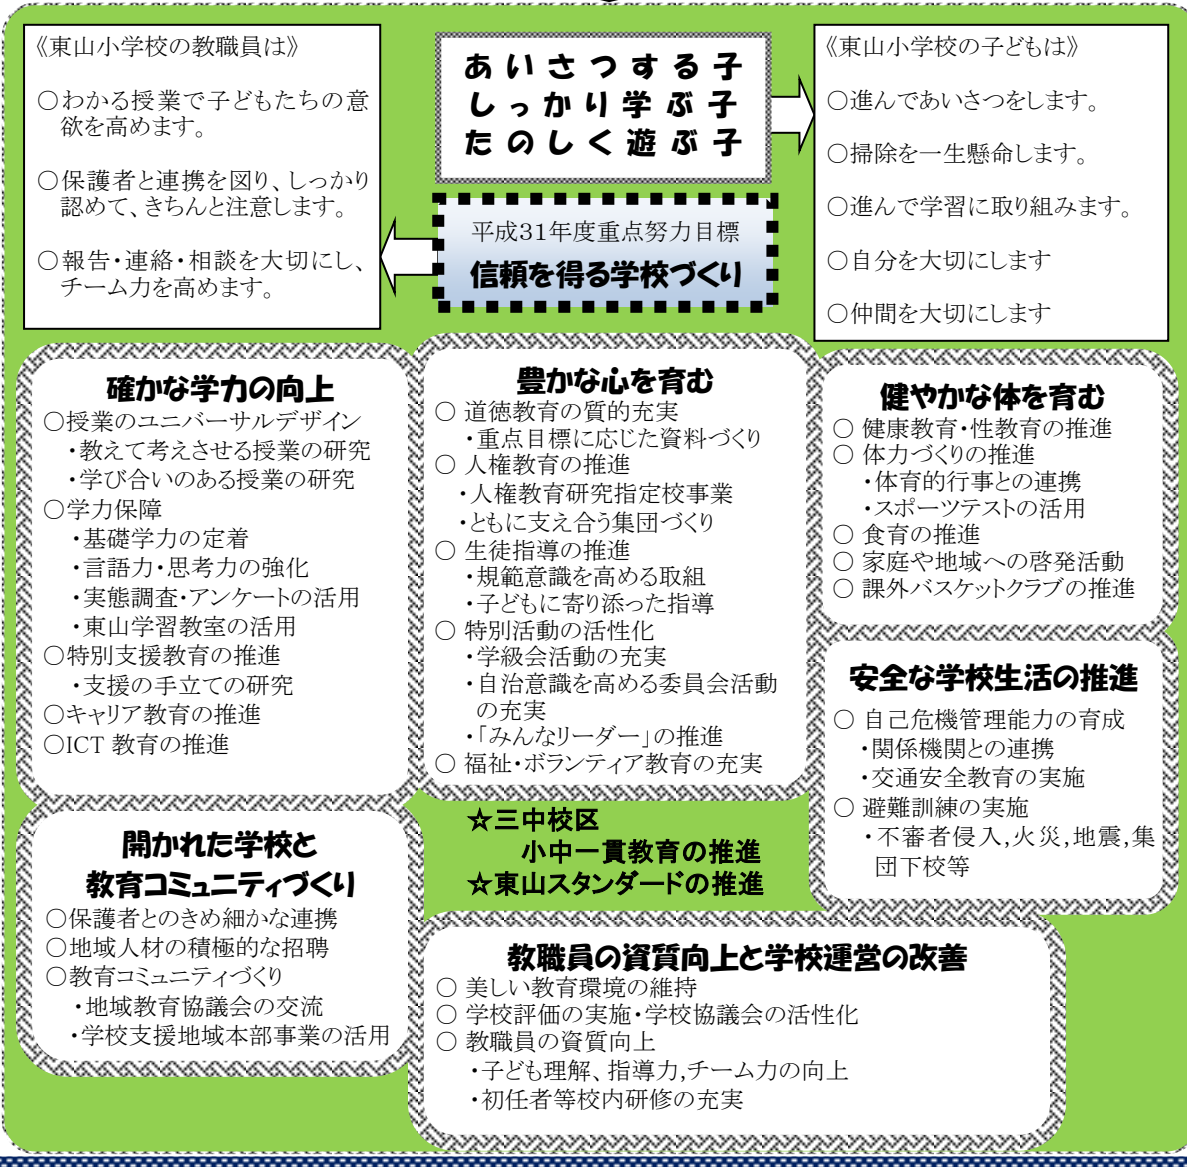 《東山小学校の教職員は》
○わかる授業で子どもたちの意
欲を高めます。
○保護者と連携を図り、しっかり
認めて、きちんと注意します。
○報告・連絡・相談を大切にし、
チーム力を高めます。
あいさつする子
しっかり学ぶ子
たのしく遊ぶ子
平成31年度重点努力目標
信頼を得る学校づくり
《東山小学校の子どもは》
○進んであいさつをします。
○掃除を一生懸命します。
○進んで学習に取り組みます。
○自分を大切にします
○仲間を大切にします
確かな学力の向上
○授業のユニバーサルデザイン
・教えて考えさせる授業の研究
・学び合いのある授業の研究
○学力保障
・基礎学力の定着
・言語力・思考力の強化
・実態調査・アンケートの活用
・東山学習教室の活用
○特別支援教育の推進
・支援の手立ての研究
○キャリア教育の推進
○ICT 教育の推進
豊かな心を育む
○ 道徳教育の質的充実
・重点目標に応じた資料づくり
○ 人権教育の推進
・人権教育研究指定校事業
・ともに支え合う集団づくり
○ 生徒指導の推進
・規範意識を高める取組
・子どもに寄り添った指導
○ 特別活動の活性化
・学級会活動の充実
・自治意識を高める委員会活動
の充実
・「みんなリーダー」の推進
○ 福祉・ボランティア教育の充実
健やかな体を育む
○ 健康教育・性教育の推進
○ 体力づくりの推進
・体育的行事との連携
・スポーツテストの活用
○ 食育の推進
○ 家庭や地域への啓発活動
○ 課外バスケットクラブの推進
安全な学校生活の推進
○ 自己危機管理能力の育成
・関係機関との連携
・交通安全教育の実施
○ 避難訓練の実施
・不審者侵入,火災,地震,集
団下校等
開かれた学校と
教育コミュニティづくり
○保護者とのきめ細かな連携
○地域人材の積極的な招聘
○教育コミュニティづくり
・地域教育協議会の交流
・学校支援地域本部事業の活用
☆三中校区
小中一貫教育の推進
☆東山スタンダードの推進
教職員の資質向上と学校運営の改善
○ 美しい教育環境の維持
○ 学校評価の実施・学校協議会の活性化
○ 教職員の資質向上
・子ども理解、指導力,チーム力の向上
・初任者等校内研修の充実